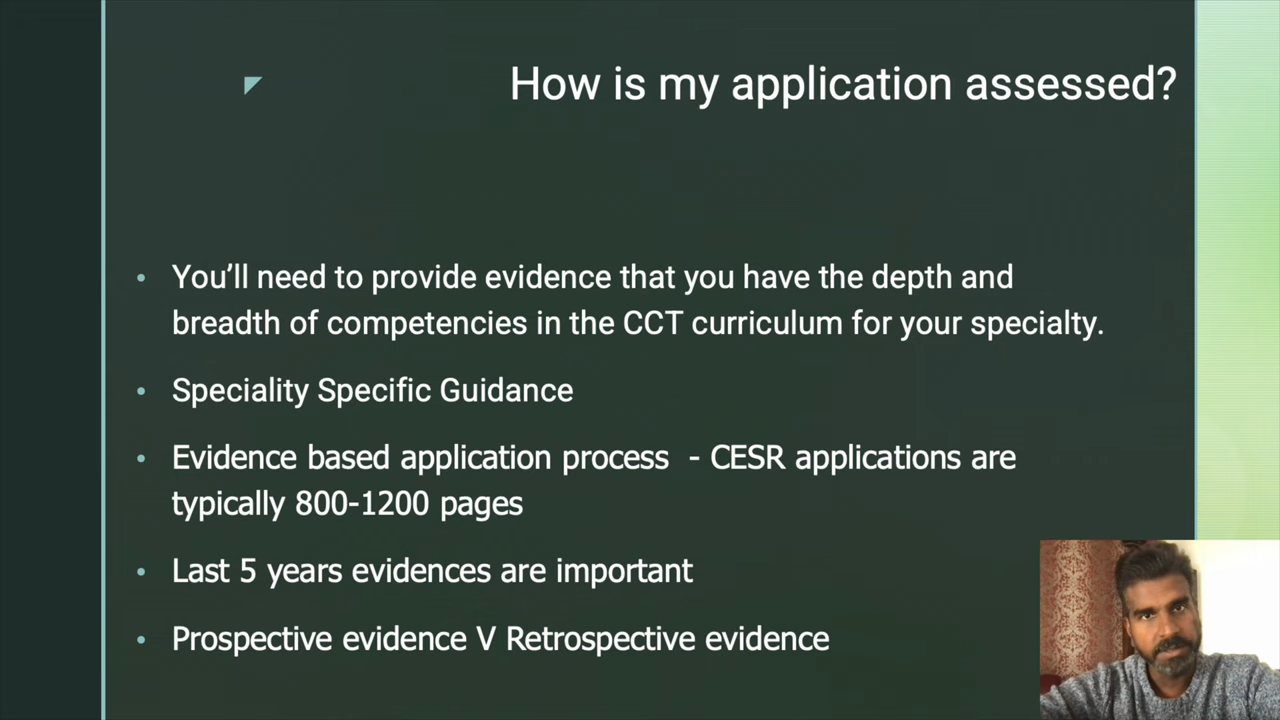 How is my application assessed?
• You’ll need to provide evidence that you have the depth and
breadth of competencies in the CCT curriculum for your specialty.
• Speciality Specific Guidance
• Evidence based application process - CESR applications are
typically 800-1200 pages
• Last 5 years evidences are important
• Prospective evidence V Retrospective evidence